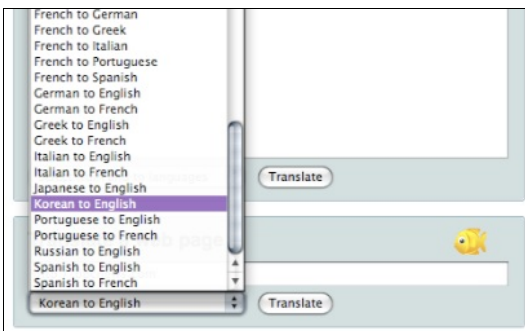 French to German
French to Greek
French to Italian
French to Portuguese
French to Spanish
German to English
German to French
Greek to English
Greek to French
Italian to English
Italian to French
Japanese to English
Korean to English
Portuguese to English
Portuguese to French
Russian to English
Spanish to English
Spanish to French
Korean to English
Translate
Translate